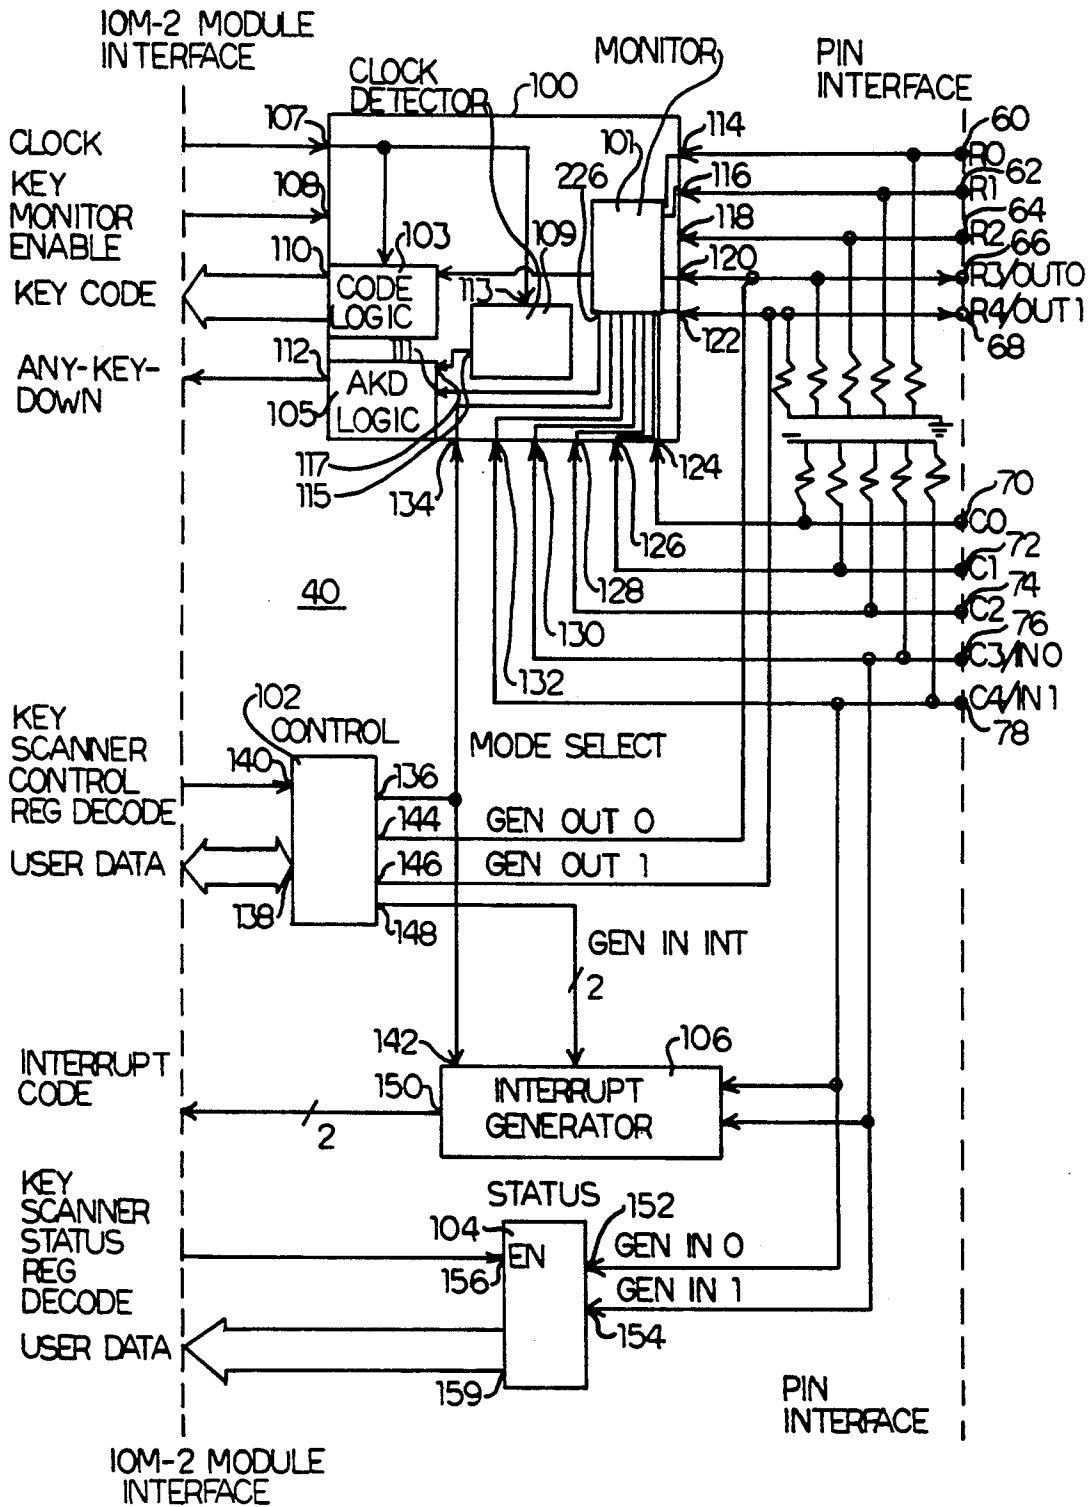 IOM-2 MODULE
INTERFACE
CLOCK
DETECTOR
MONITOR
PIN
INTERFACE
100
107
CLOCK
114
60
R0
101
KEY
MONITOR
ENABLE
108
226
116
62
R1
118
64
R2
110
103
109
120
66
R3/OUT0
KEY CODE
CODE
LOGIC
113
122
R4/OUT1
68
112
ANY-KEY-
DOWN
105
AKD
LOGIC
117
115
134
124
70
C0
126
72
C1
40
128
74
C2
130
76
C3/IN0
132
C4/IN1
78
102
CONTROL
MODE SELECT
KEY
SCANNER
CONTROL
REG DECODE
140
136
144
GEN OUT 0
USER DATA
146
GEN OUT 1
138
148
GEN IN INT
2
142
106
INTERRUPT
CODE
150
INTERRUPT
GENERATOR
2
KEY
SCANNER
STATUS
REG
DECODE
STATUS
104
152
EN
156
GEN IN 0
GEN IN 1
154
USER DATA
159
PIN
INTERFACE
IOM-2 MODULE
INTERFACE